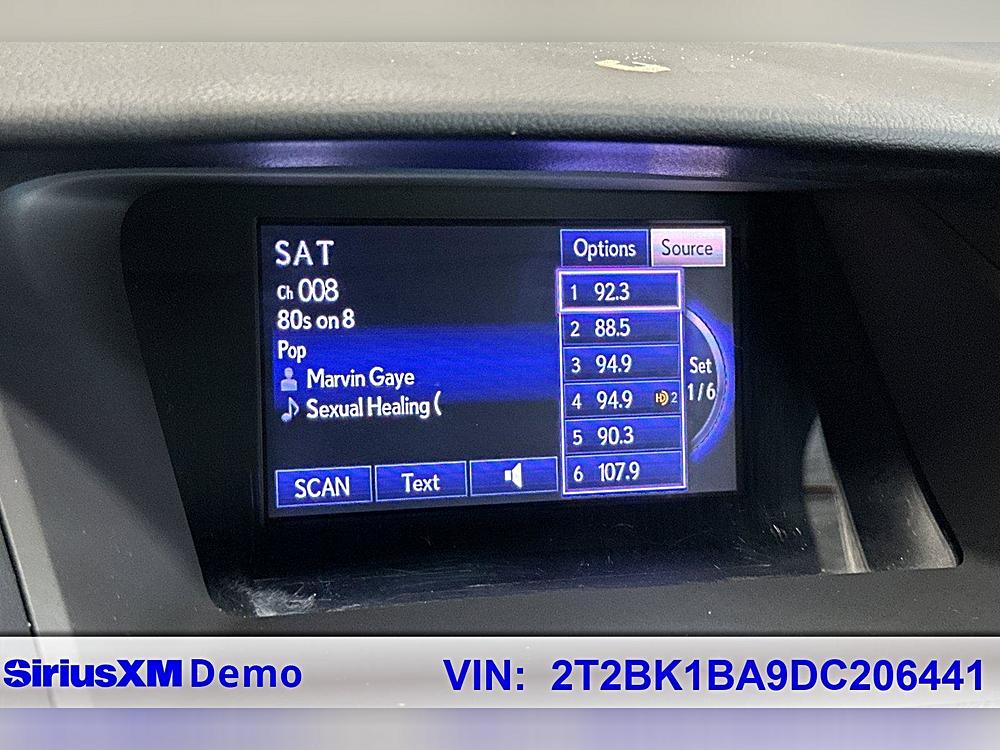 SAT
Ch 008
80s on 8
Pop
Marvin Gaye
Sexual Healing (
SCAN Text
Options Source
1 92.3
2 88.5
3 94.9
4 94.9 HD 2
5 90.3
6 107.9
Set
1/6
SiriusXM Demo VIN: 2T2BK1BA9DC206441